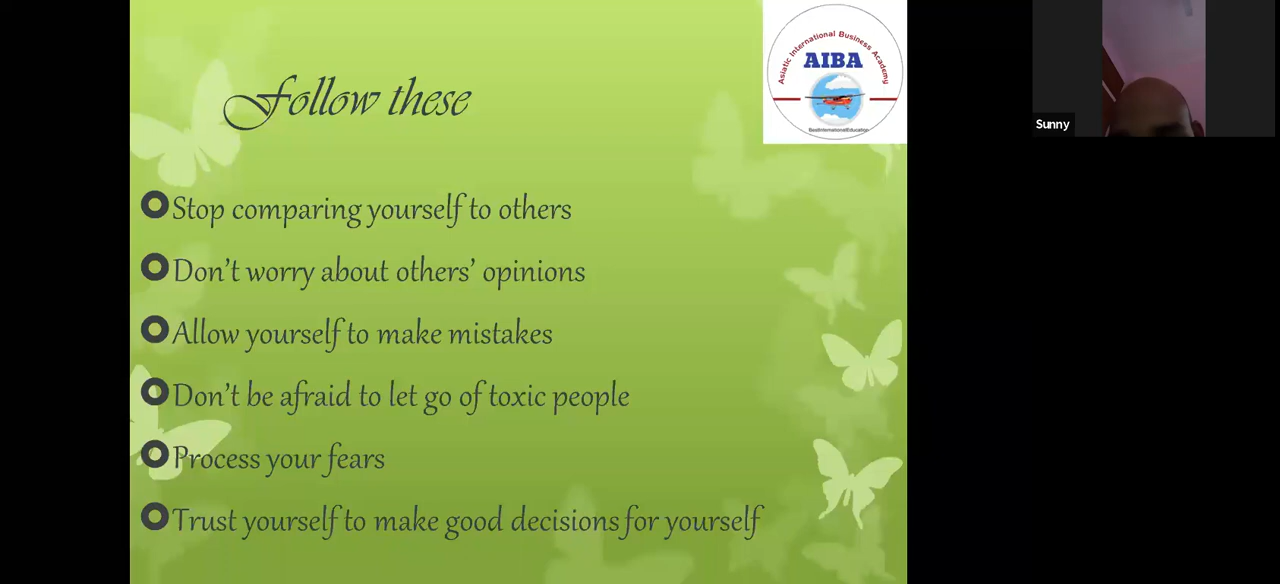 Follow these
Asiatic International Business Academy
AIBA
BestInternationalEducation
Sunny
Stop comparing yourself to others
Don't worry about others' opinions
Allow yourself to make mistakes
Don't be afraid to let go of toxic people
Process your fears
Trust yourself to make good decisions for yourself